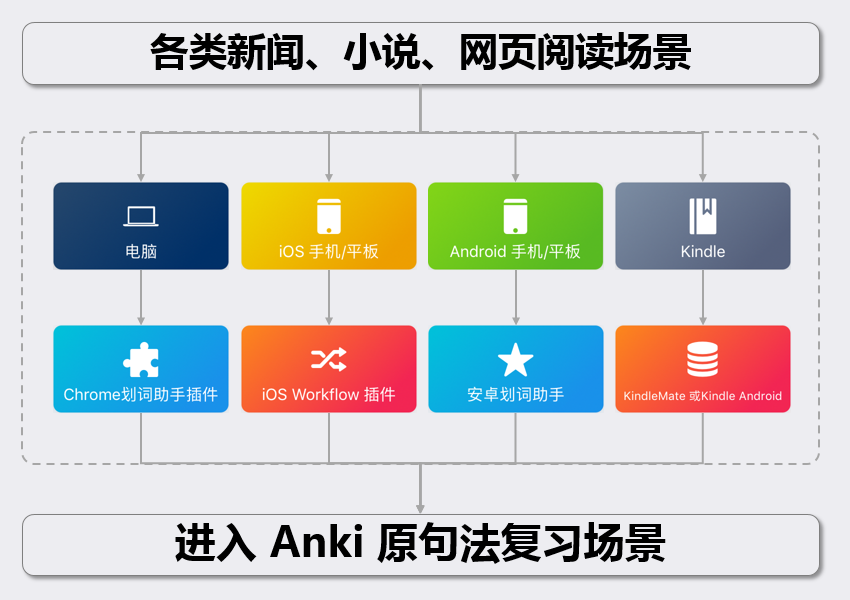 各类新闻、小说、网页阅读场景
电脑
iOS 手机/平板
Android 手机/平板
Kindle
Chrome划词助手插件
iOS Workflow 插件
安卓划词助手
KindleMate 或Kindle Android
进入 Anki 原句法复习场景